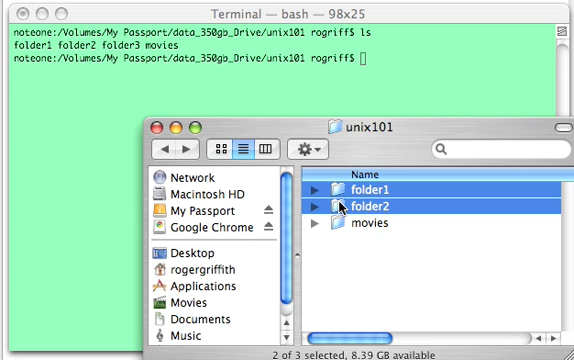 Terminal — bash — 98x25
noteone:/Volumes/My Passport/data_350gb_Drive/unix101 rogriff$ ls
folder1 folder2 folder3 movies
noteone:/Volumes/My Passport/data_350gb_Drive/unix101 rogriff$
unix101
Name
Network
Macintosh HD
My Passport
Google Chrome
Desktop
rogergriffith
Applications
Movies
Documents
Music
folder1
folder2
movies
2 of 3 selected, 8.39 GB available